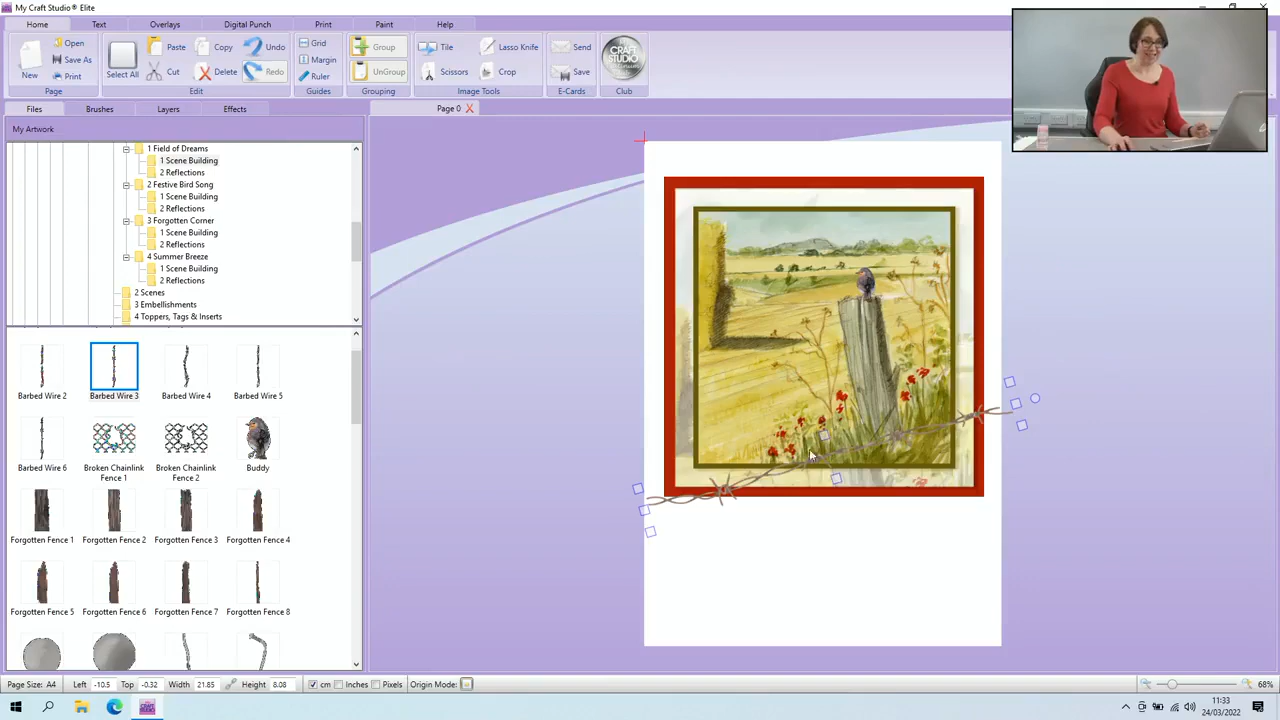 My Craft Studio® Elite
Home Text Overlays Digital Punch Print Paint Help
New Open Save As Print
Page
Select All Paste Cut Copy Delete Undo Redo
Edit
Grid Margin Ruler
Guides
Group UnGroup
Grouping
Tile Scissors Lasso Knife Crop
Image Tools
Send Save
E-Cards
CRAFT STUDIO
Club
Files Brushes Layers Effects
Page 0
My Artwork
1 Field of Dreams
1 Scene Building
2 Reflections
2 Festive Bird Song
1 Scene Building
2 Reflections
3 Forgotten Corner
1 Scene Building
2 Reflections
4 Summer Breeze
1 Scene Building
2 Reflections
2 Scenes
3 Embellishments
4 Toppers, Tags & Inserts
Barbed Wire 2 Barbed Wire 3 Barbed Wire 4 Barbed Wire 5
Barbed Wire 6 Broken Chainlink Fence 1 Broken Chainlink Fence 2 Buddy
Forgotten Fence 1 Forgotten Fence 2 Forgotten Fence 3 Forgotten Fence 4
Forgotten Fence 5 Forgotten Fence 6 Forgotten Fence 7 Forgotten Fence 8
Page Size: A4 Left -10.5 Top -0.32 Width 21.85 Height 8.08 cm Inches Pixels Origin Mode: 68%
11:33
24/03/2022